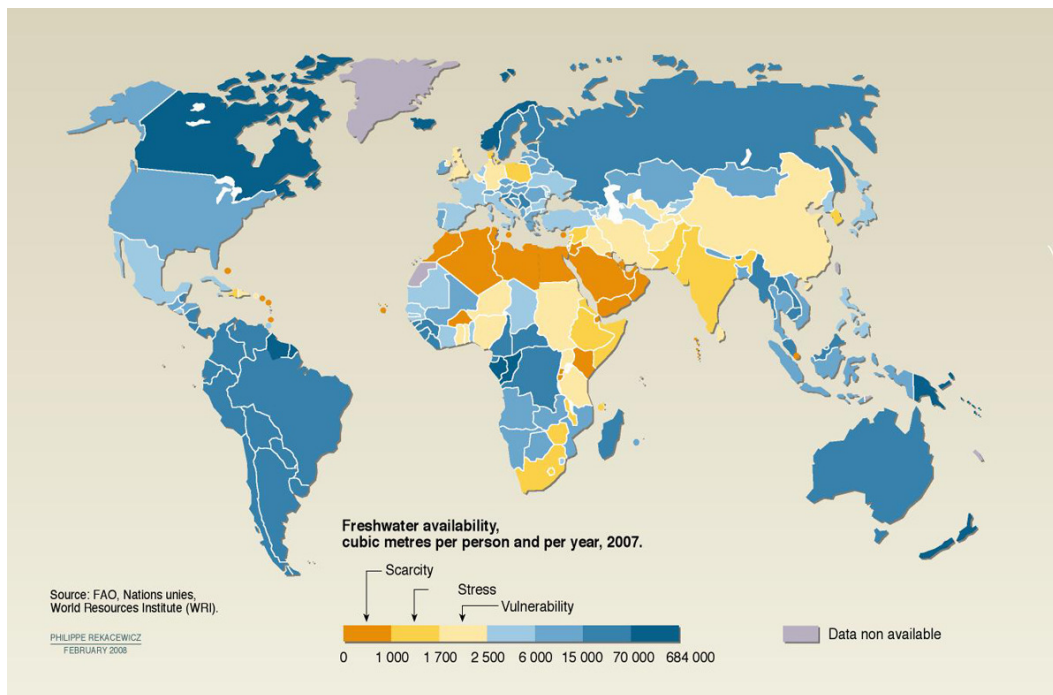 Freshwater availability,
cubic metres per person and per year, 2007.
Scarcity
Stress
Vulnerability
0 1 000 1 700 2 500 6 000 15 000 70 000 684 000
Data non available
Source: FAO, Nations unies,
World Resources Institute (WRI).
PHILIPPE REKACEWICZ
FEBRUARY 2008